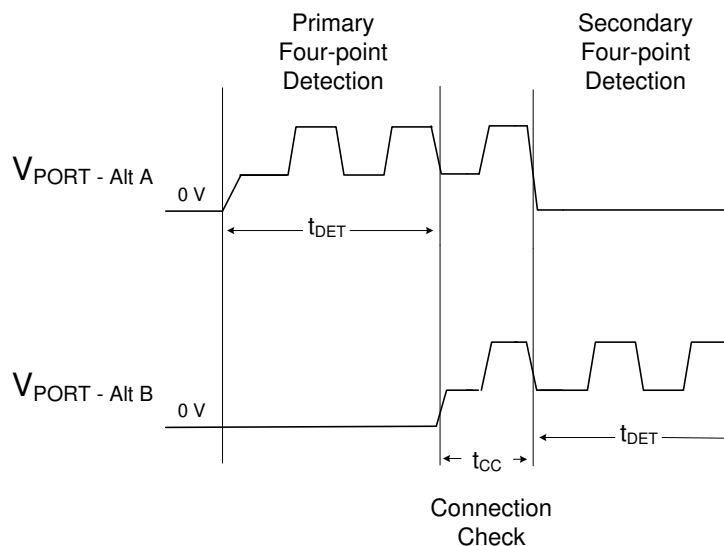 Primary
Four-point
Detection
Secondary
Four-point
Detection
VPORT - Alt A
0 V
tDET
VPORT - Alt B
0 V
tDET
tCC
Connection
Check